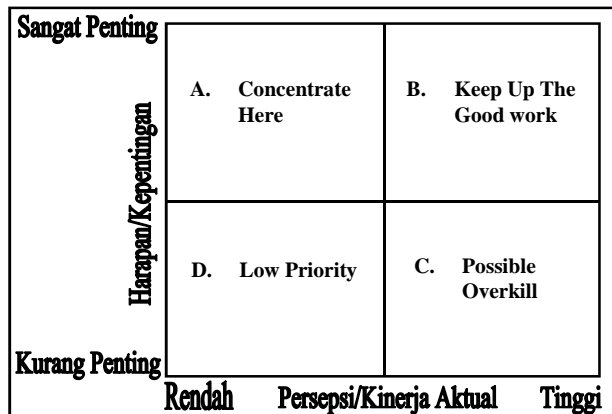 Sangat Penting
A. Concentrate
Here
B. Keep Up The
Good work
Harapan/Kepentingan
D. Low Priority
C. Possible
Overkill
Kurang Penting
Rendah Persepsi/Kinerja Aktual Tinggi